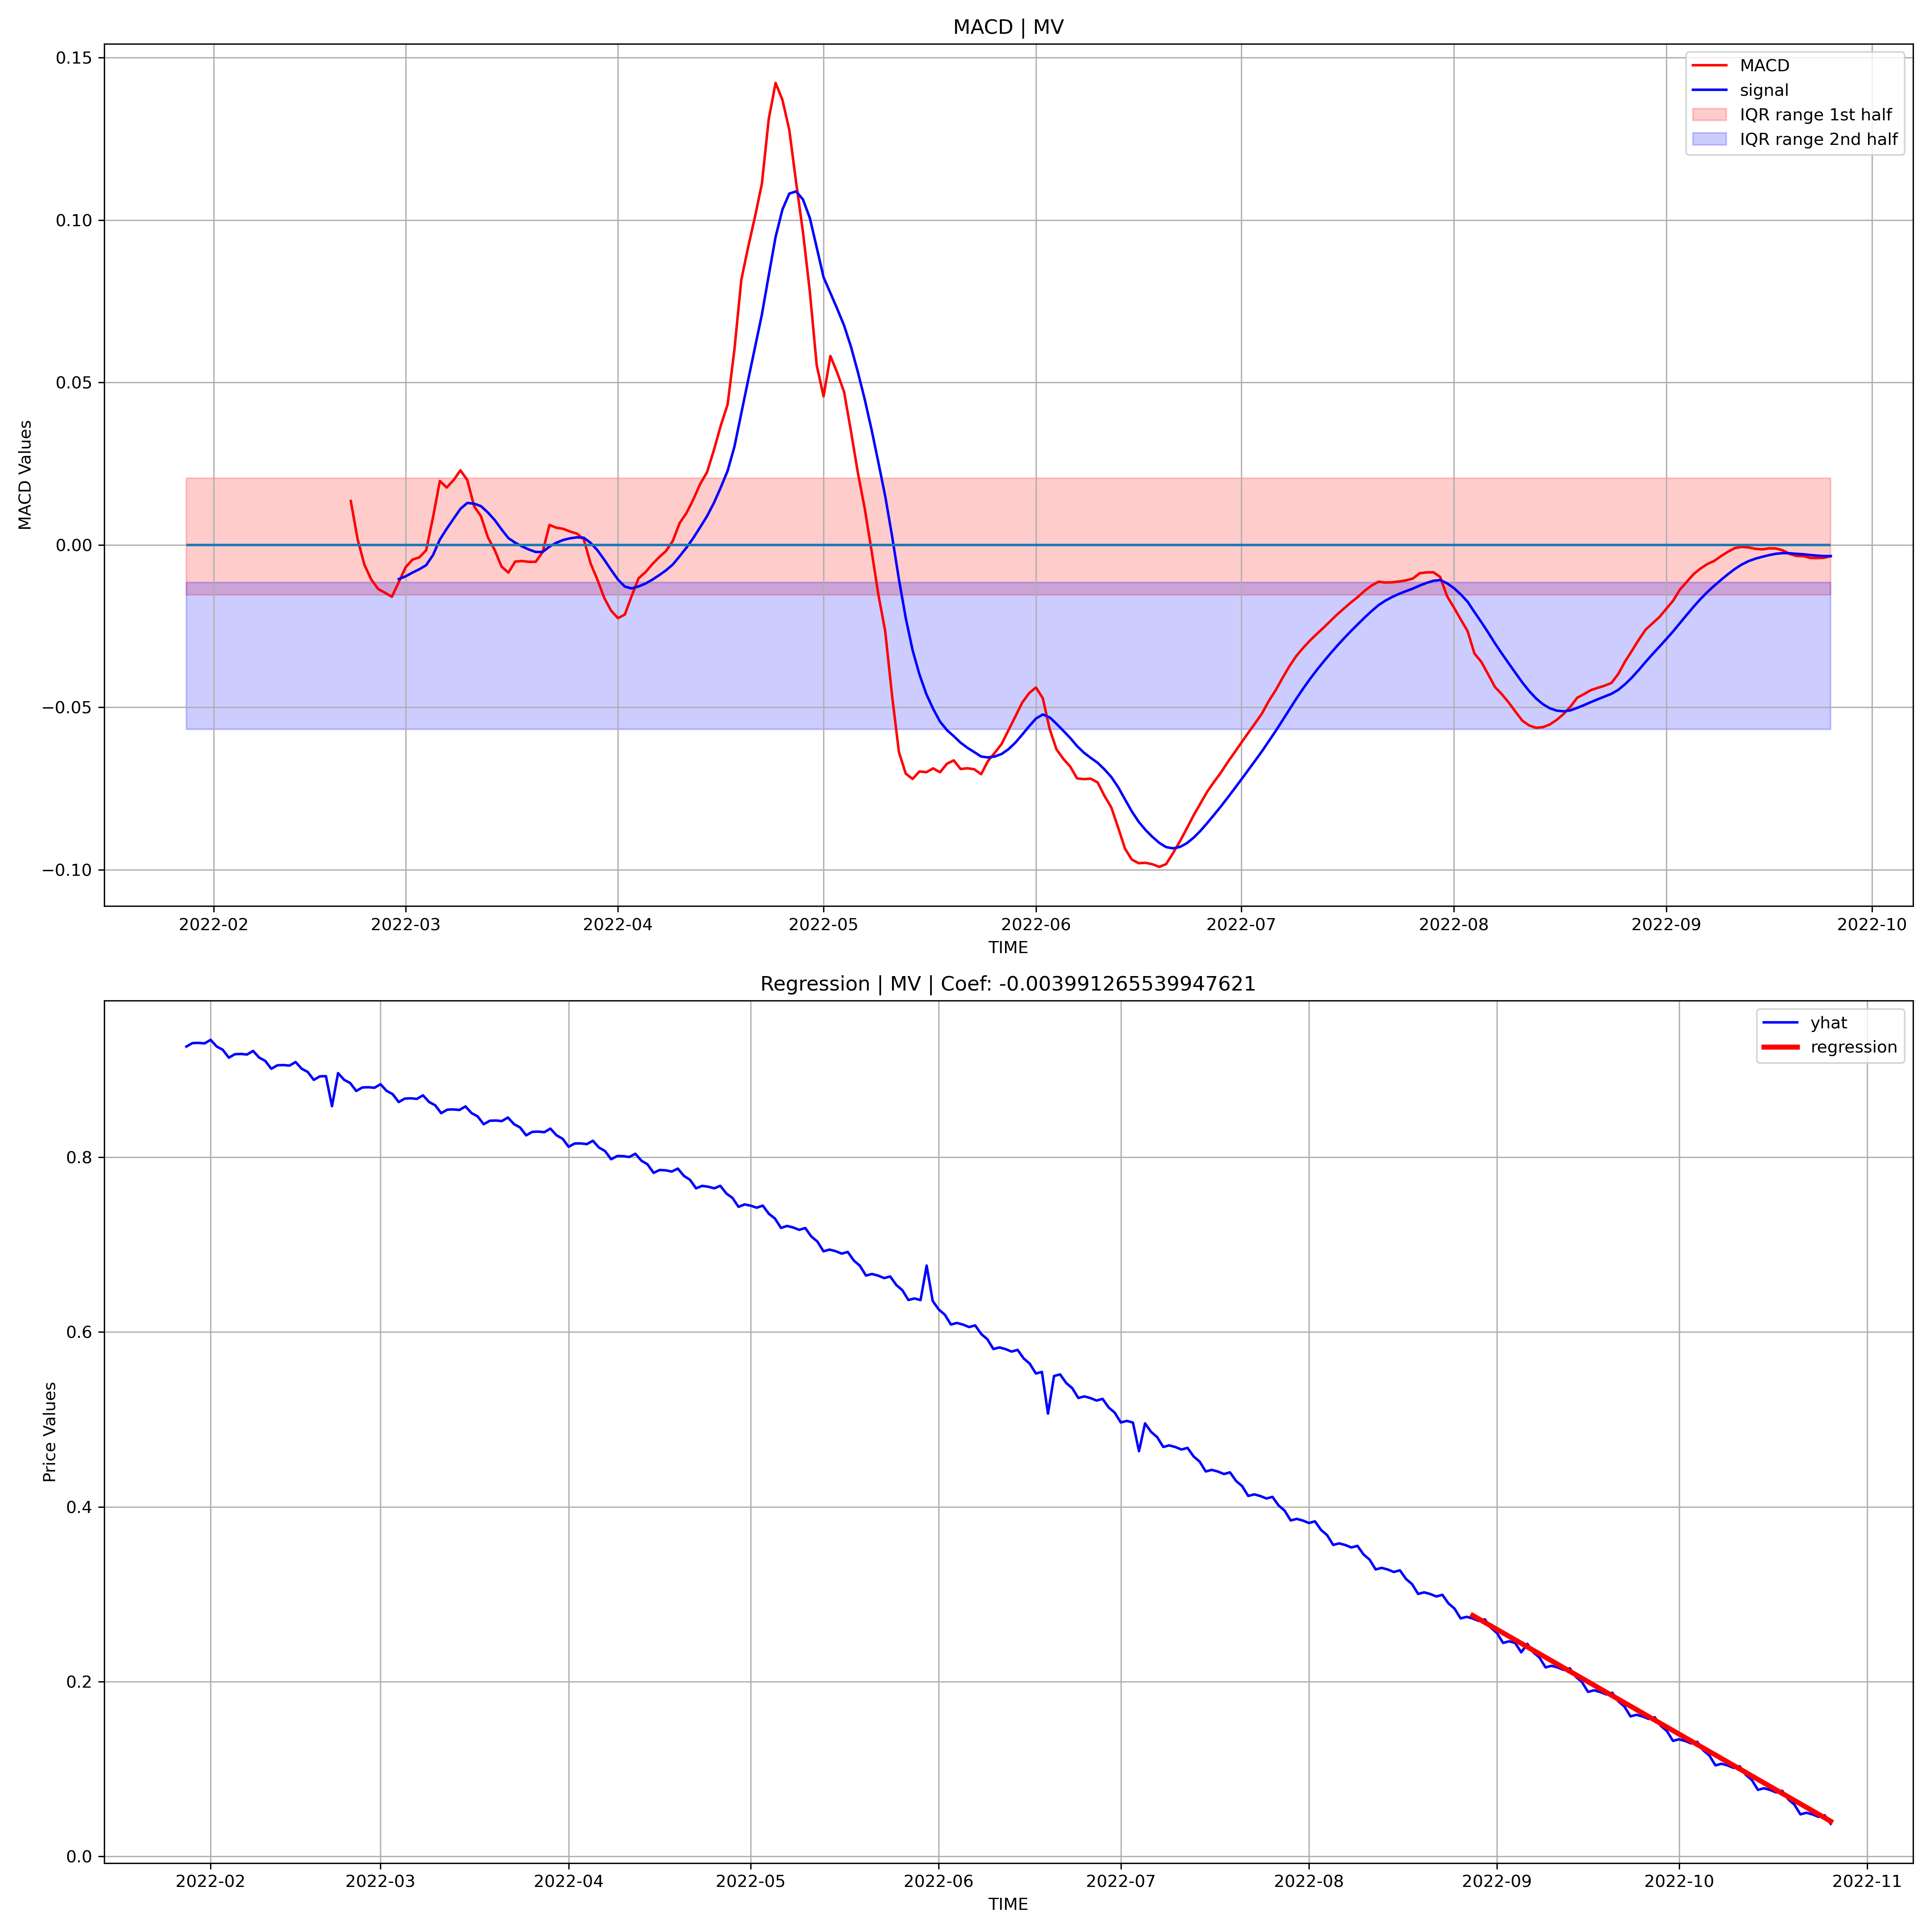 MACD | MV
MACD Values
0.15
0.10
0.05
0.00
−0.05
−0.10
MACD
signal
IQR range 1st half
IQR range 2nd half
2022-02 2022-03 2022-04 2022-05 2022-06 2022-07 2022-08 2022-09 2022-10
TIME
Regression | MV | Coef: -0.003991265539947621
Price Values
0.8
0.6
0.4
0.2
0.0
yhat
regression
2022-02 2022-03 2022-04 2022-05 2022-06 2022-07 2022-08 2022-09 2022-10 2022-11
TIME